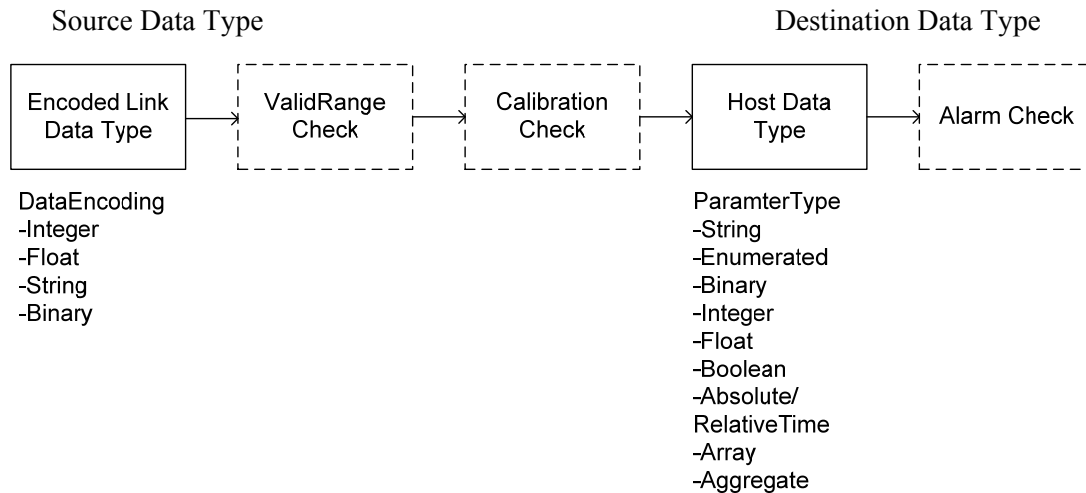 Source Data Type
Destination Data Type
Encoded Link
Data Type
ValidRange
Check
Calibration
Check
Host Data
Type
Alarm Check
DataEncoding
-Integer
-Float
-String
-Binary
ParamterType
-String
-Enumerated
-Binary
-Integer
-Float
-Boolean
-Absolute/
RelativeTime
-Array
-Aggregate